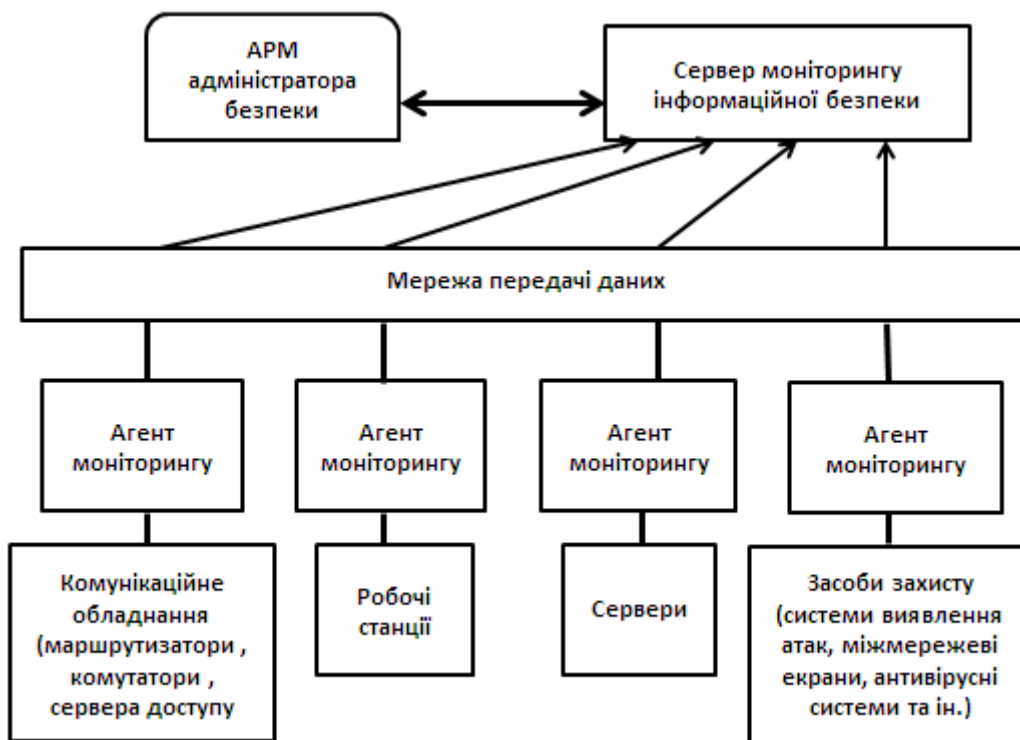 АРМ
адміністратора
безпеки
Сервер моніторингу
інформаційної безпеки
Мережа передачі даних
Агент
моніторингу
Агент
моніторингу
Агент
моніторингу
Агент
моніторингу
Комунікаційне
обладнання
(маршрутизатори ,
комутатори ,
сервера доступу
Робочі
станції
Сервери
Засоби захисту
(системи виявлення
атак, міжмережеві
екрани, антивірусні
системи та ін.)